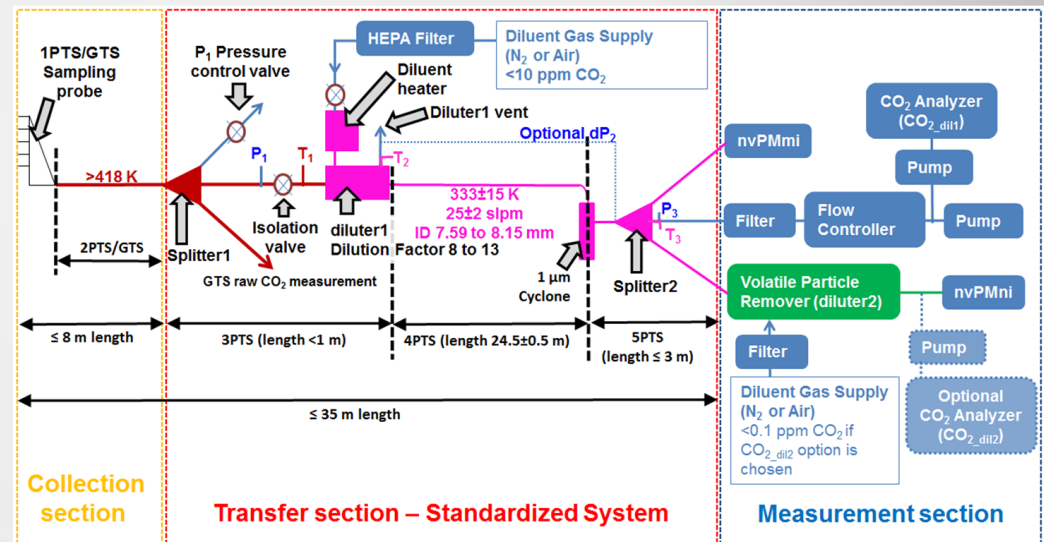 1PTS/GTS
Sampling
probe
P1 Pressure
control valve
HEPA Filter
Diluent Gas Supply
(N2 or Air)
<10 ppm CO2
Diluent
heater
Diluter1 vent
Optional dP2
CO2 Analyzer
(CO2_dil1)
nvPMmi
Pump
>418 K
P1
T1
T2
333±15 K
25±2 slpm
ID 7.59 to 8.15 mm
P3
T3
Filter
Flow
Controller
Pump
2PTS/GTS
Splitter1
Isolation
valve
diluter1
Dilution Factor 8 to 13
GTS raw CO2 measurement
1 µm
Cyclone
Splitter2
Volatile Particle
Remover (diluter2)
nvPMni
≤ 8 m length
3PTS (length <1 m)
4PTS (length 24.5±0.5 m)
5PTS
(length ≤ 3 m)
Filter
Pump
≤ 35 m length
Diluent Gas Supply
(N2 or Air)
<0.1 ppm CO2 if
CO2_dil2 option is
chosen
Optional
CO2 Analyzer
(CO2_dil2)
Collection
section
Transfer section – Standardized System
Measurement section